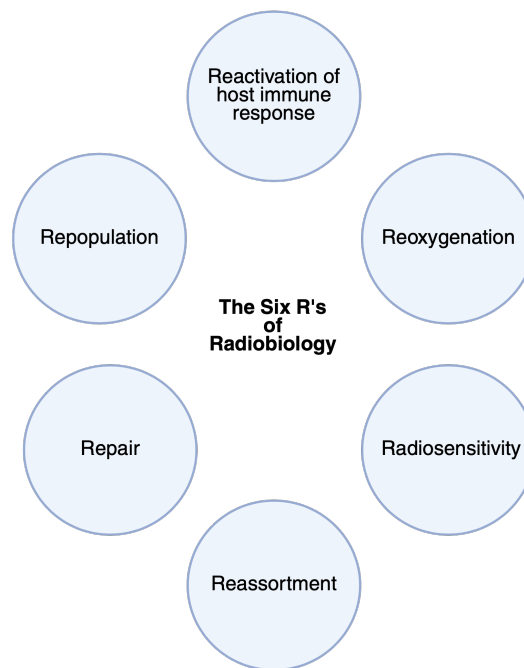 Reactivation of
host immune
response
Repopulation
Reoxygenation
The Six R's
of
Radiobiology
Repair
Radiosensitivity
Reassortment